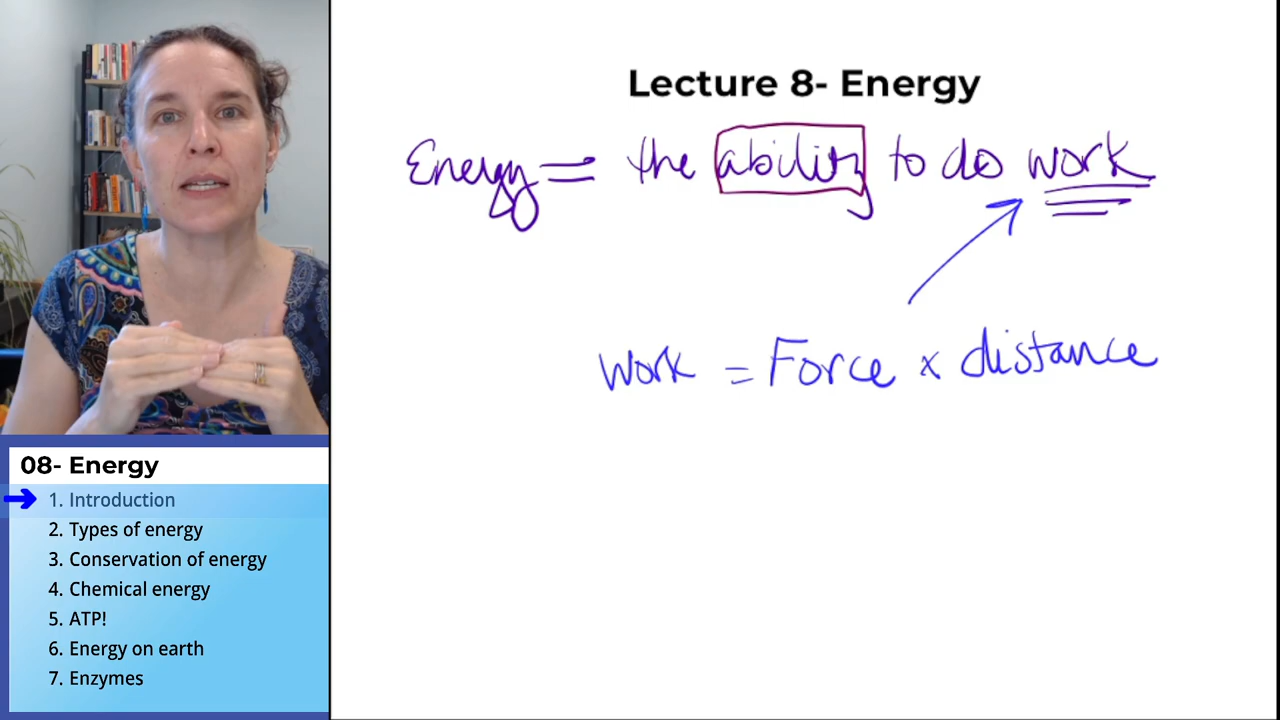 Lecture 8- Energy
Energy = the ability to do work
work = Force x distance
08- Energy
1. Introduction
2. Types of energy
3. Conservation of energy
4. Chemical energy
5. ATP!
6. Energy on earth
7. Enzymes